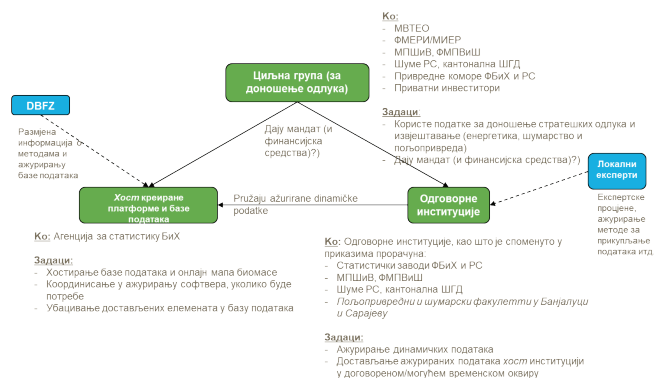 Ко:
- МВТЕО
- ФМЕРИ/МИЕР
- МПШиВ, ФМПВиШ
- Шуме РС, кантонална ШГД
- Привредне коморе ФБиХ и РС
- Приватни инвеститори
Задаци:
- Користе податке за доношење стратешких одлука и
извјештавање (енергетика, шумарство и
пољопривреда)
- Дају мандат (и финансијска средства)?)
Циљна група (за
доношење одлука)
DBFZ
Размјена
информација о
методама и
ажурирању
базе података
Дају мандат (и
финансијска
средства)?)
Локални
експерти
Експертске
процјене,
ажурирање
методе за
прикупљање
података итд
Хост креиране
платформе и базе
података
Пружају ажуриране динамичке
податке
Одговорне
институције
Ко: Агенција за статистику БиХ
Задаци:
- Хостирање базе података и онлајн мапа биомасе
- Координисање у ажурирању софтвера, уколико буде
потребе
- Убацивање достављених елемената у базу података
Ко: Одговорне институције, као што је споменуто у
приказима прорачуна:
- Статистички заводи ФБиХ и РС
- МПШиВ, ФМПВиШ
- Шуме РС, кантонална ШГД
- Пољопривредни и шумарски факулетти у Бањалуци
и Сарајеву
Задаци:
- Ажурирање динамичких података
- Достављање ажурираних података хост институцији
у договореном/могућем временском оквиру